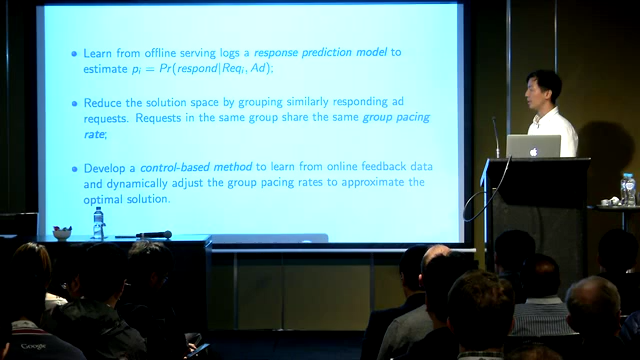 Learn from offline serving logs a response prediction model to
estimate pᵢ = Pr(respond|Reqᵢ, Ad);
Reduce the solution space by grouping similarly responding ad
requests. Requests in the same group share the same group pacing
rate;
Develop a control-based method to learn from online feedback data
and dynamically adjust the group pacing rates to approximate the
optimal solution.
Google